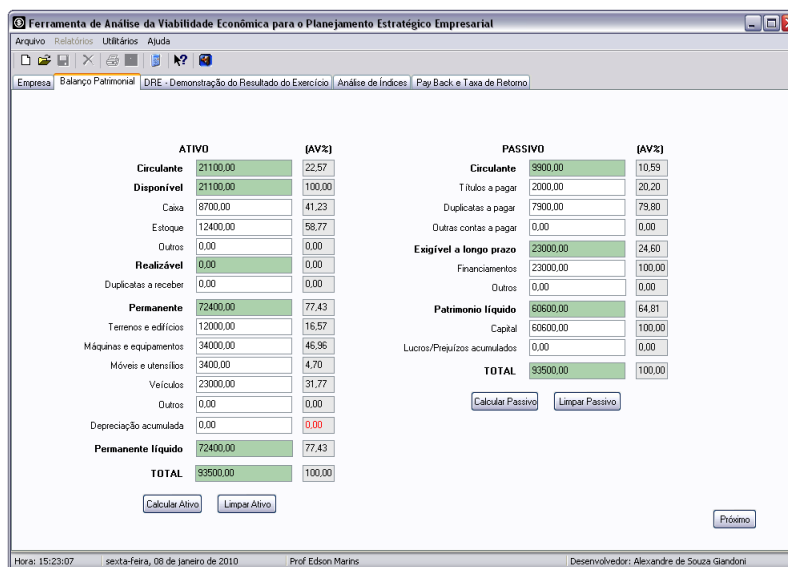 Ferramenta de Análise da Viabilidade Econômica para o Planejamento Estratégico Empresarial
Arquivo Relatórios Utilitários Ajuda
Empresa Balanço Patrimonial DRE - Demonstração do Resultado do Exercício Análise de Índices Pay Back e Taxa de Retorno
ATIVO (AV%)
Circulante 21100,00 22,57
Disponível 21100,00 100,00
Caixa 8700,00 41,23
Estoque 12400,00 58,77
Outros 0,00 0,00
Realizável 0,00 0,00
Duplicatas a receber 0,00 0,00
Permanente 72400,00 77,43
Terrenos e edifícios 12000,00 16,57
Máquinas e equipamentos 34000,00 46,96
Móveis e utensílios 3400,00 4,70
Veículos 23000,00 31,77
Outros 0,00 0,00
Depreciação acumulada 0,00 0,00
Permanente líquido 72400,00 77,43
TOTAL 93500,00 100,00
Calcular Ativo Limpar Ativo
PASSIVO (AV%)
Circulante 9900,00 10,59
Títulos a pagar 2000,00 20,20
Duplicatas a pagar 7900,00 79,80
Outras contas a pagar 0,00 0,00
Exigível a longo prazo 23000,00 24,60
Financiamentos 23000,00 100,00
Outros 0,00 0,00
Patrimonio líquido 60600,00 64,81
Capital 60600,00 100,00
Lucros/Prejuízos acumulados 0,00 0,00
TOTAL 93500,00 100,00
Calcular Passivo Limpar Passivo
Próximo
Hora: 15:23:07 sexta-feira, 08 de janeiro de 2010 Prof Edson Marins Desenvolvedor: Alexandre de Souza Giandoni